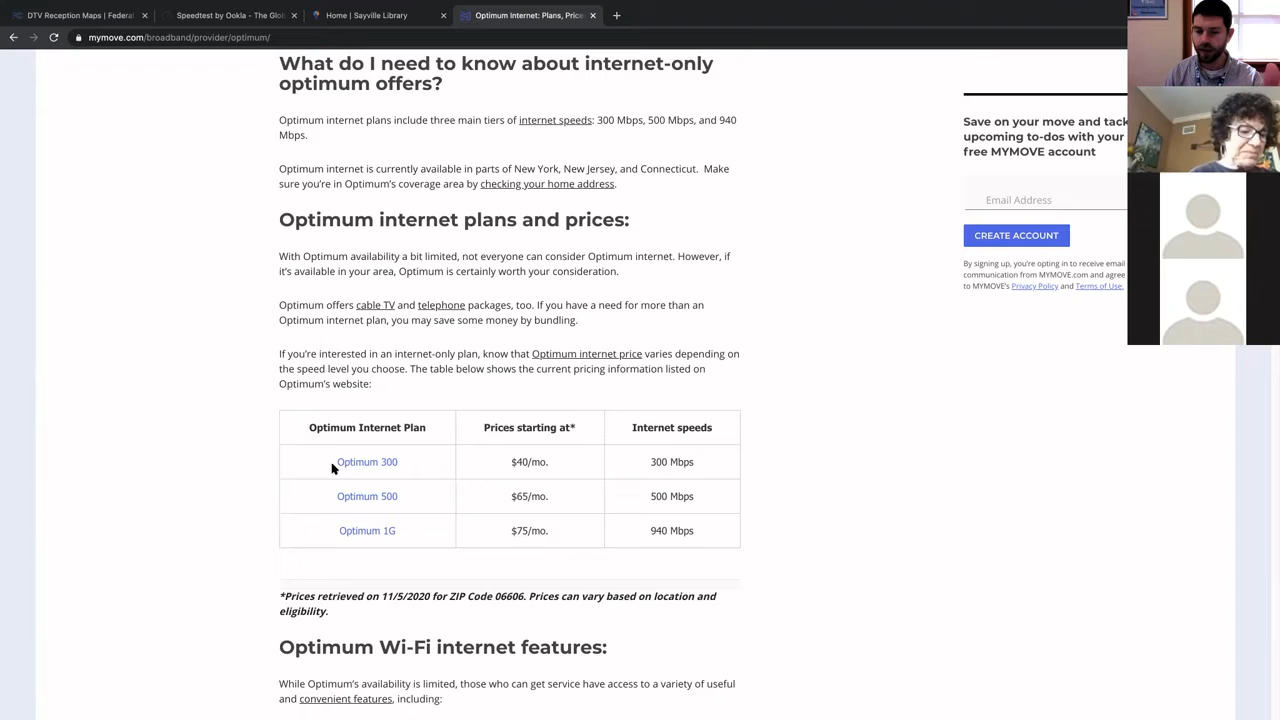 DTV Reception Maps | Federal
Speedtest by Ookla - The Glob
Home | Sayville Library
Optimum Internet: Plans, Price
mymove.com/broadband/provider/optimum/
What do I need to know about internet-only
optimum offers?
Optimum internet plans include three main tiers of internet speeds: 300 Mbps, 500 Mbps, and 940
Mbps.
Optimum internet is currently available in parts of New York, New Jersey, and Connecticut. Make
sure you're in Optimum's coverage area by checking your home address.
Optimum internet plans and prices:
With Optimum availability a bit limited, not everyone can consider Optimum internet. However, if
it's available in your area, Optimum is certainly worth your consideration.
Optimum offers cable TV and telephone packages, too. If you have a need for more than an
Optimum internet plan, you may save some money by bundling.
If you're interested in an internet-only plan, know that Optimum internet price varies depending on
the speed level you choose. The table below shows the current pricing information listed on
Optimum's website:
Optimum Internet Plan Prices starting at* Internet speeds
Optimum 300 $40/mo. 300 Mbps
Optimum 500 $65/mo. 500 Mbps
Optimum 1G $75/mo. 940 Mbps
*Prices retrieved on 11/5/2020 for ZIP Code 06606. Prices can vary based on location and
eligibility.
Optimum Wi-Fi internet features:
While Optimum's availability is limited, those who can get service have access to a variety of useful
and convenient features, including:
Save on your move and tack
upcoming to-dos with your
free MYMOVE account
Email Address
CREATE ACCOUNT
By signing up, you're opting in to receive email
communication from MYMOVE.com and agree
to MYMOVE's Privacy Policy and Terms of Use.